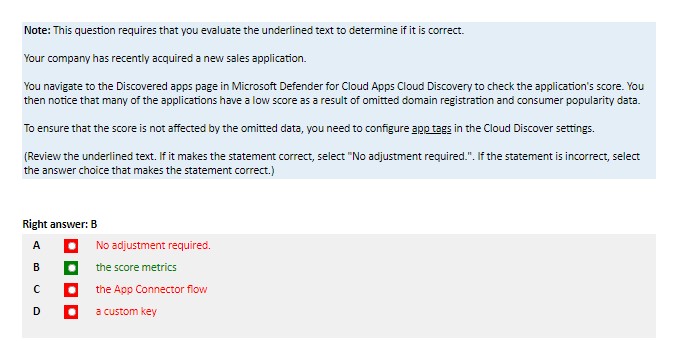 Note: This question requires that you evaluate the underlined text to determine if it is correct.
Your company has recently acquired a new sales application.
You navigate to the Discovered apps page in Microsoft Defender for Cloud Apps Cloud Discovery to check the application's score. You
then notice that many of the applications have a low score as a result of omitted domain registration and consumer popularity data.
To ensure that the score is not affected by the omitted data, you need to configure app tags in the Cloud Discover settings.
(Review the underlined text. If it makes the statement correct, select "No adjustment required.". If the statement is incorrect, select
the answer choice that makes the statement correct.)
Right answer: B
A No adjustment required.
B the score metrics
C the App Connector flow
D a custom key